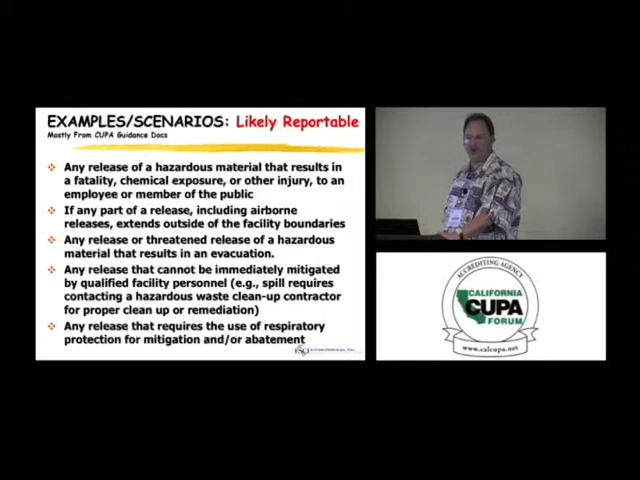 EXAMPLES/SCENARIOS: Likely Reportable
Mostly From CUPA Guidance Docs
Any release of a hazardous material that results in
a fatality, chemical exposure, or other injury, to an
employee or member of the public
If any part of a release, including airborne
releases, extends outside of the facility boundaries
Any release or threatened release of a hazardous
material that results in an evacuation.
Any release that cannot be immediately mitigated
by qualified facility personnel (e.g., spill requires
contacting a hazardous waste clean-up contractor
for proper clean up or remediation)
Any release that requires the use of respiratory
protection for mitigation and/or abatement
ACCREDITING AGENCY
CALIFORNIA
CUPA
FORUM
www.calcupa.net